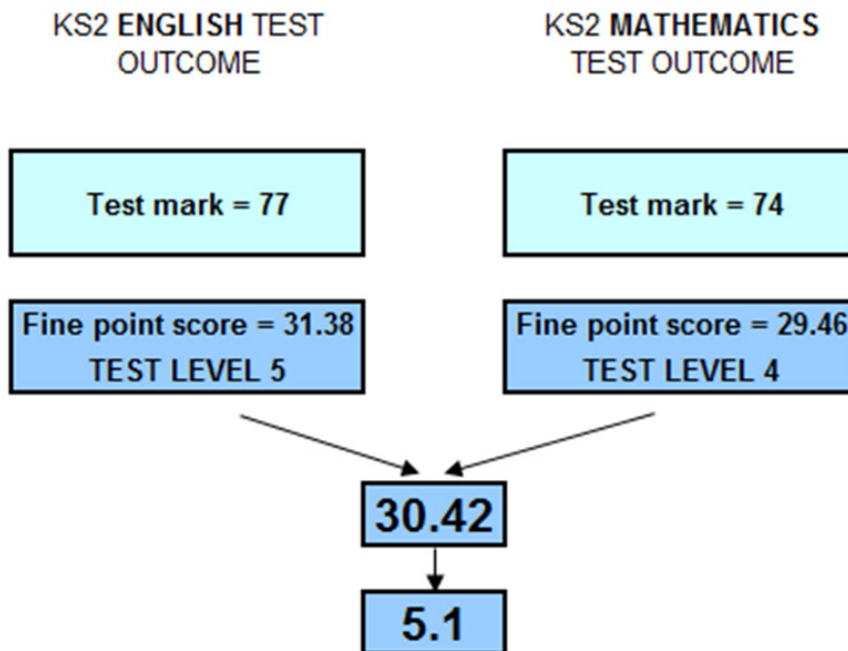 KS2 ENGLISH TEST
OUTCOME
KS2 MATHEMATICS
TEST OUTCOME
Test mark = 77
Test mark = 74
Fine point score = 31.38
TEST LEVEL 5
Fine point score = 29.46
TEST LEVEL 4
30.42
5.1